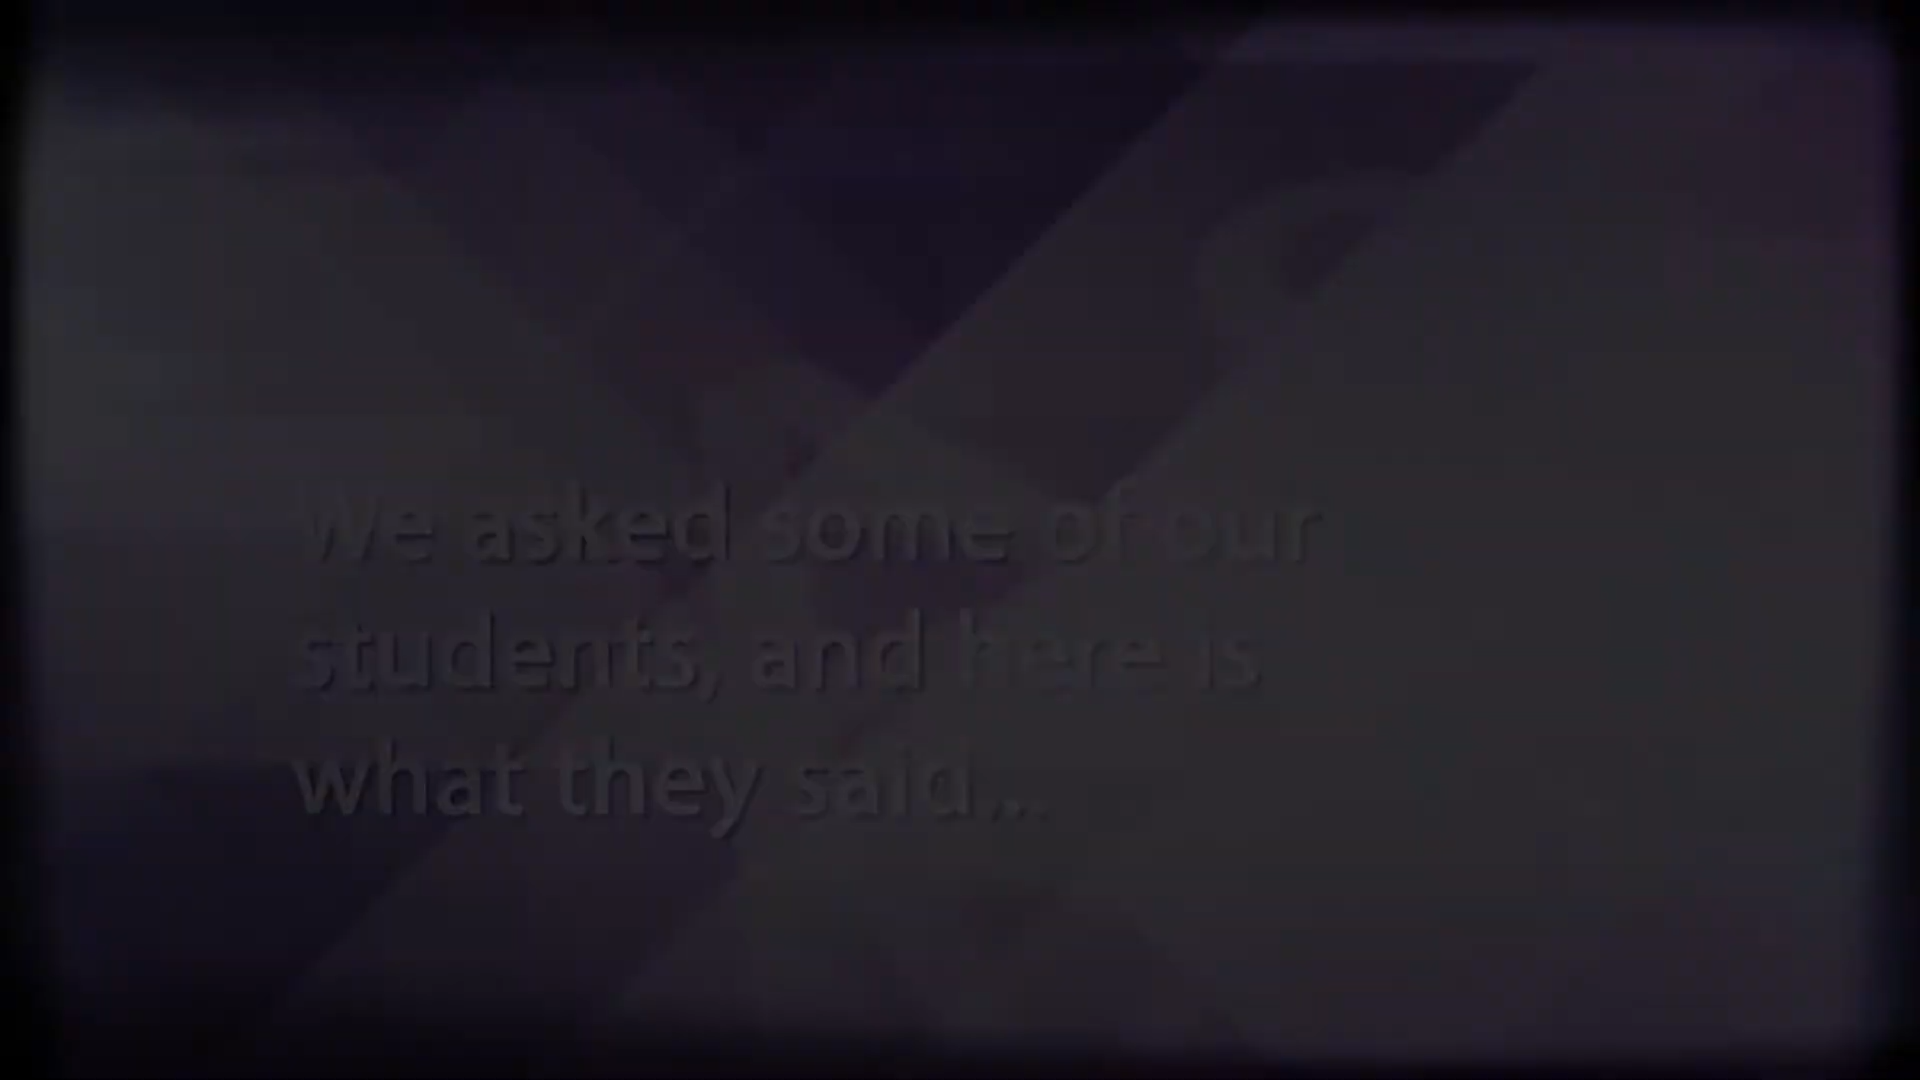 We asked some of our
students, and here is
what they said...